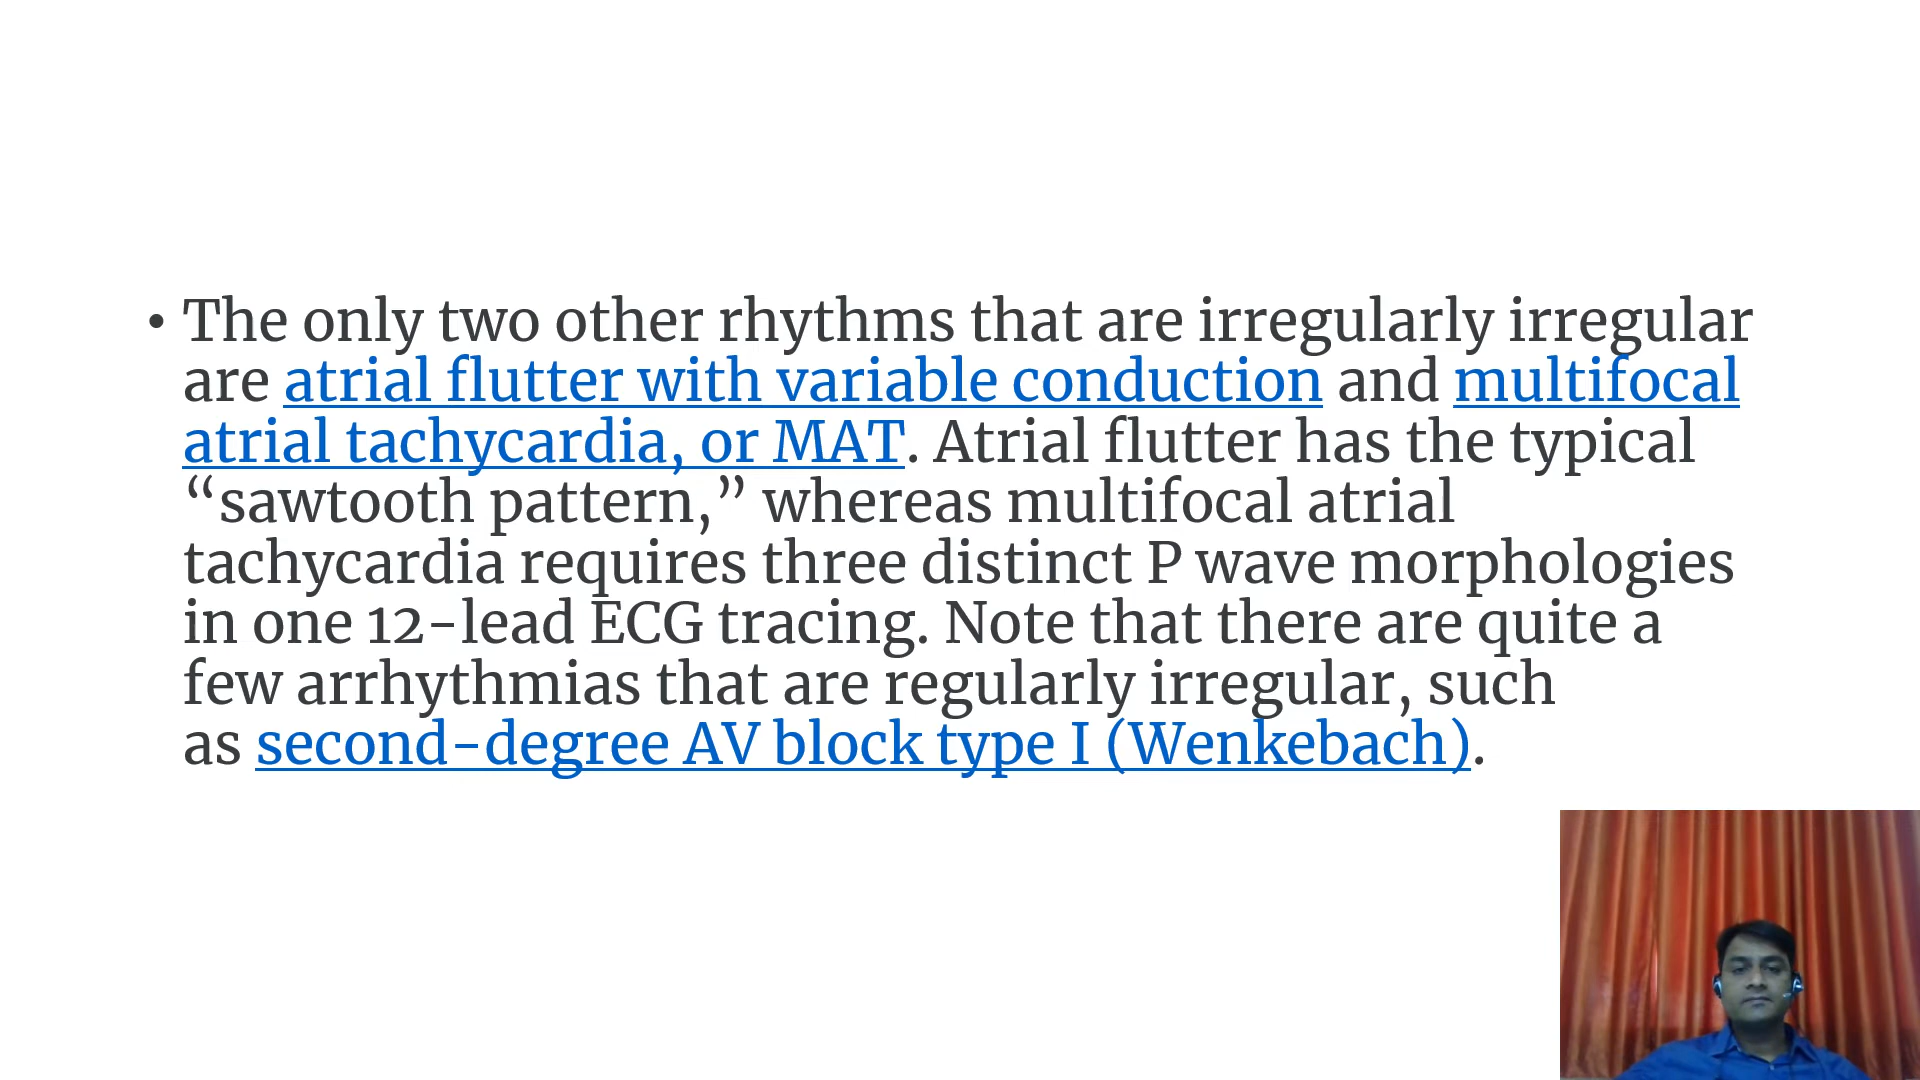 • The only two other rhythms that are irregularly irregular
are atrial flutter with variable conduction and multifocal
atrial tachycardia, or MAT. Atrial flutter has the typical
“sawtooth pattern,” whereas multifocal atrial
tachycardia requires three distinct P wave morphologies
in one 12-lead ECG tracing. Note that there are quite a
few arrhythmias that are regularly irregular, such
as second-degree AV block type I (Wenkebach).